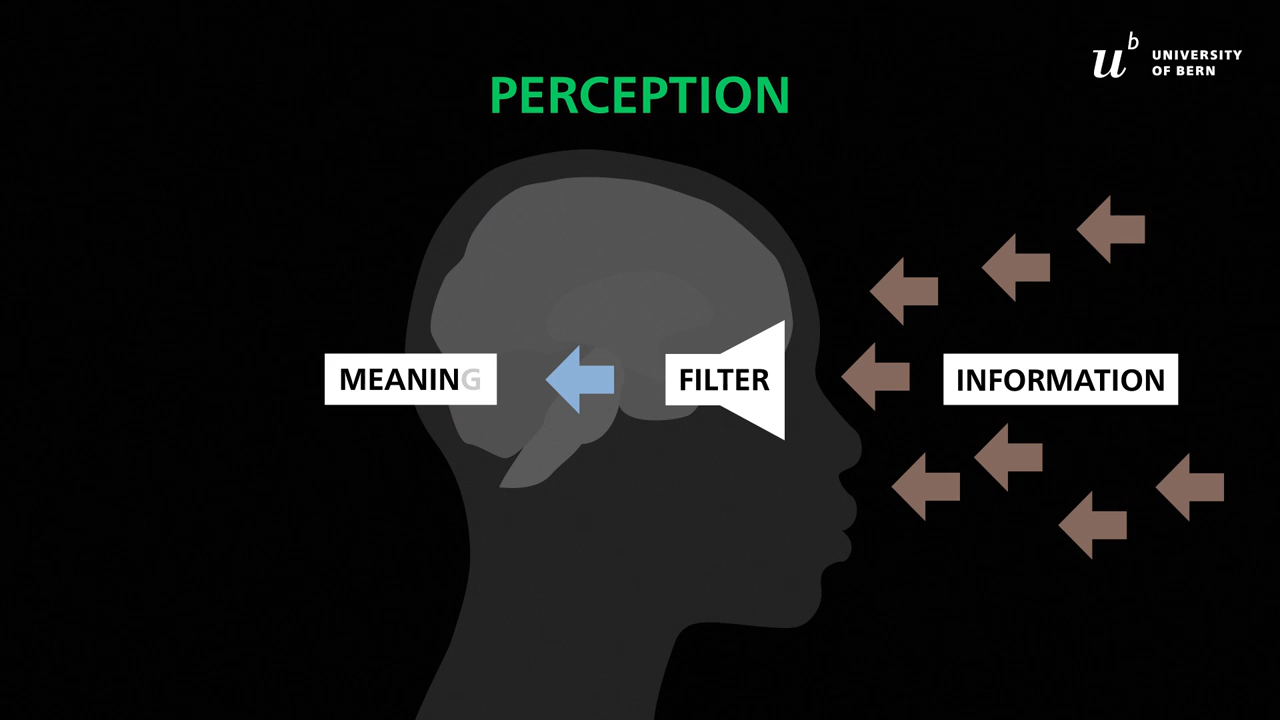 u b
UNIVERSITY
OF BERN
PERCEPTION
MEANING
FILTER
INFORMATION